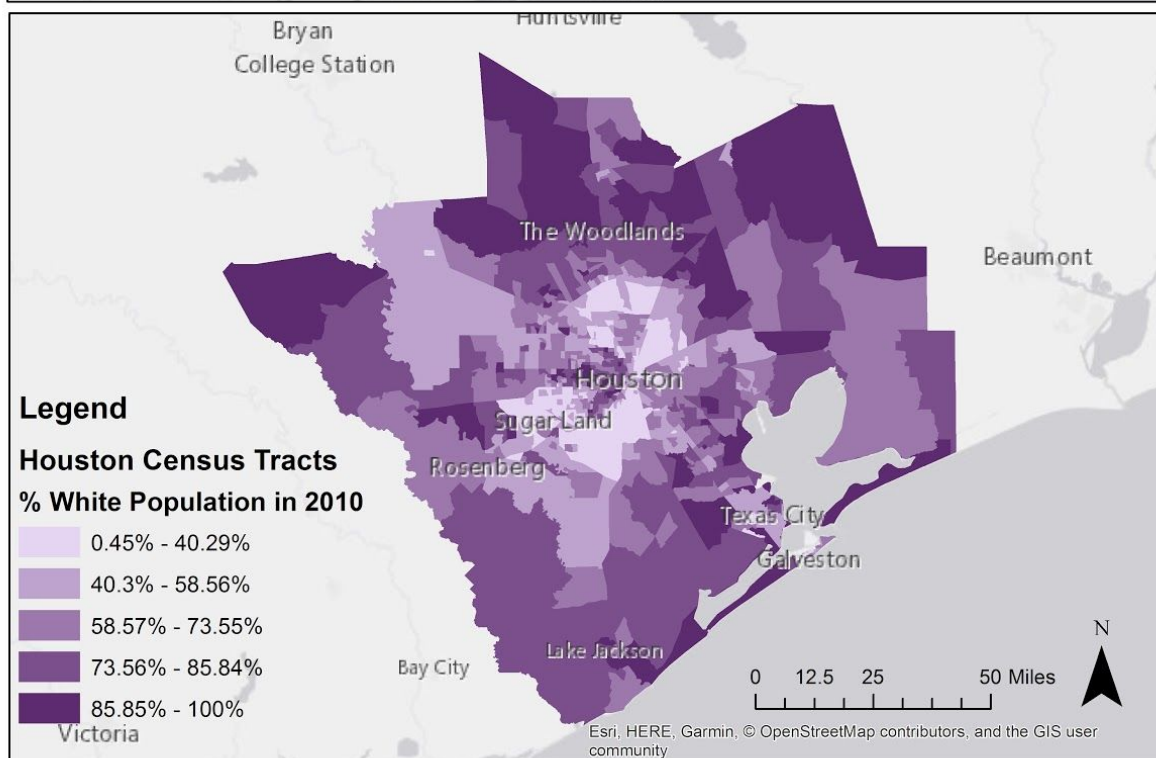 Huntsville
Bryan
College Station
The Woodlands
Beaumont
Houston
Sugar Land
Rosenberg
Texas City
Galveston
Lake Jackson
Bay City
Victoria
Legend
Houston Census Tracts
% White Population in 2010
0.45% - 40.29%
40.3% - 58.56%
58.57% - 73.55%
73.56% - 85.84%
85.85% - 100%
N
0 12.5 25 50 Miles
Esri, HERE, Garmin, © OpenStreetMap contributors, and the GIS user
community